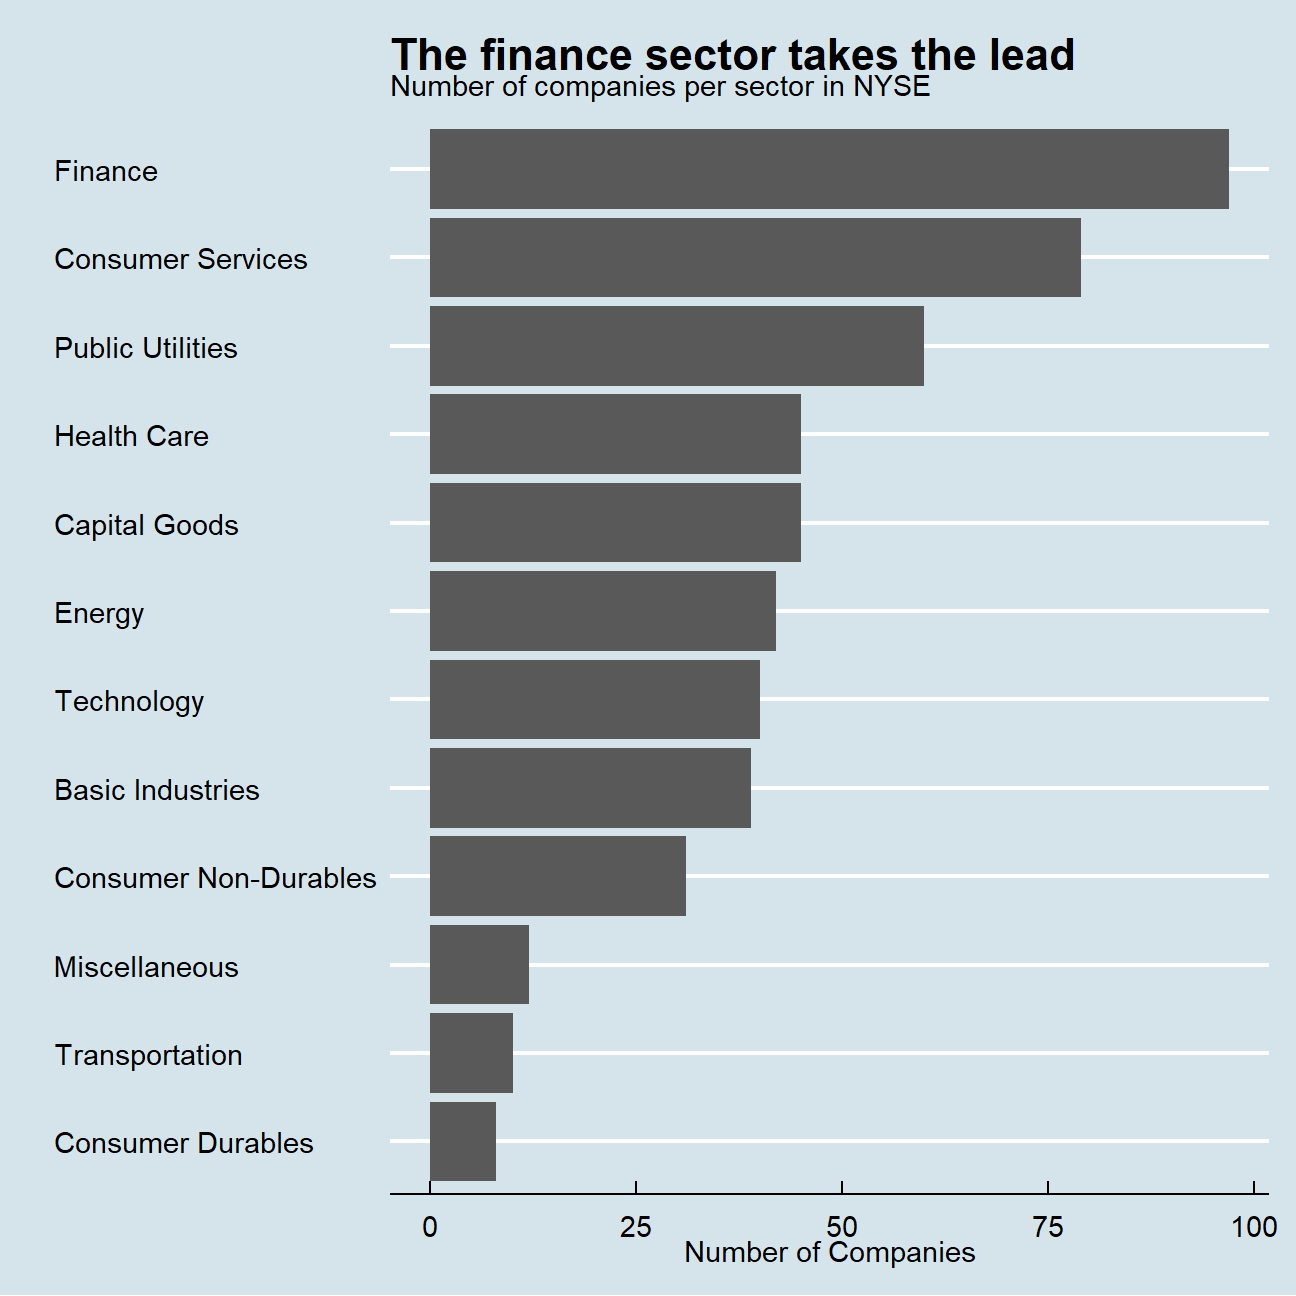 The finance sector takes the lead
Number of companies per sector in NYSE
Finance
Consumer Services
Public Utilities
Health Care
Capital Goods
Energy
Technology
Basic Industries
Consumer Non-Durables
Miscellaneous
Transportation
Consumer Durables
0 25 50 75 100
Number of Companies